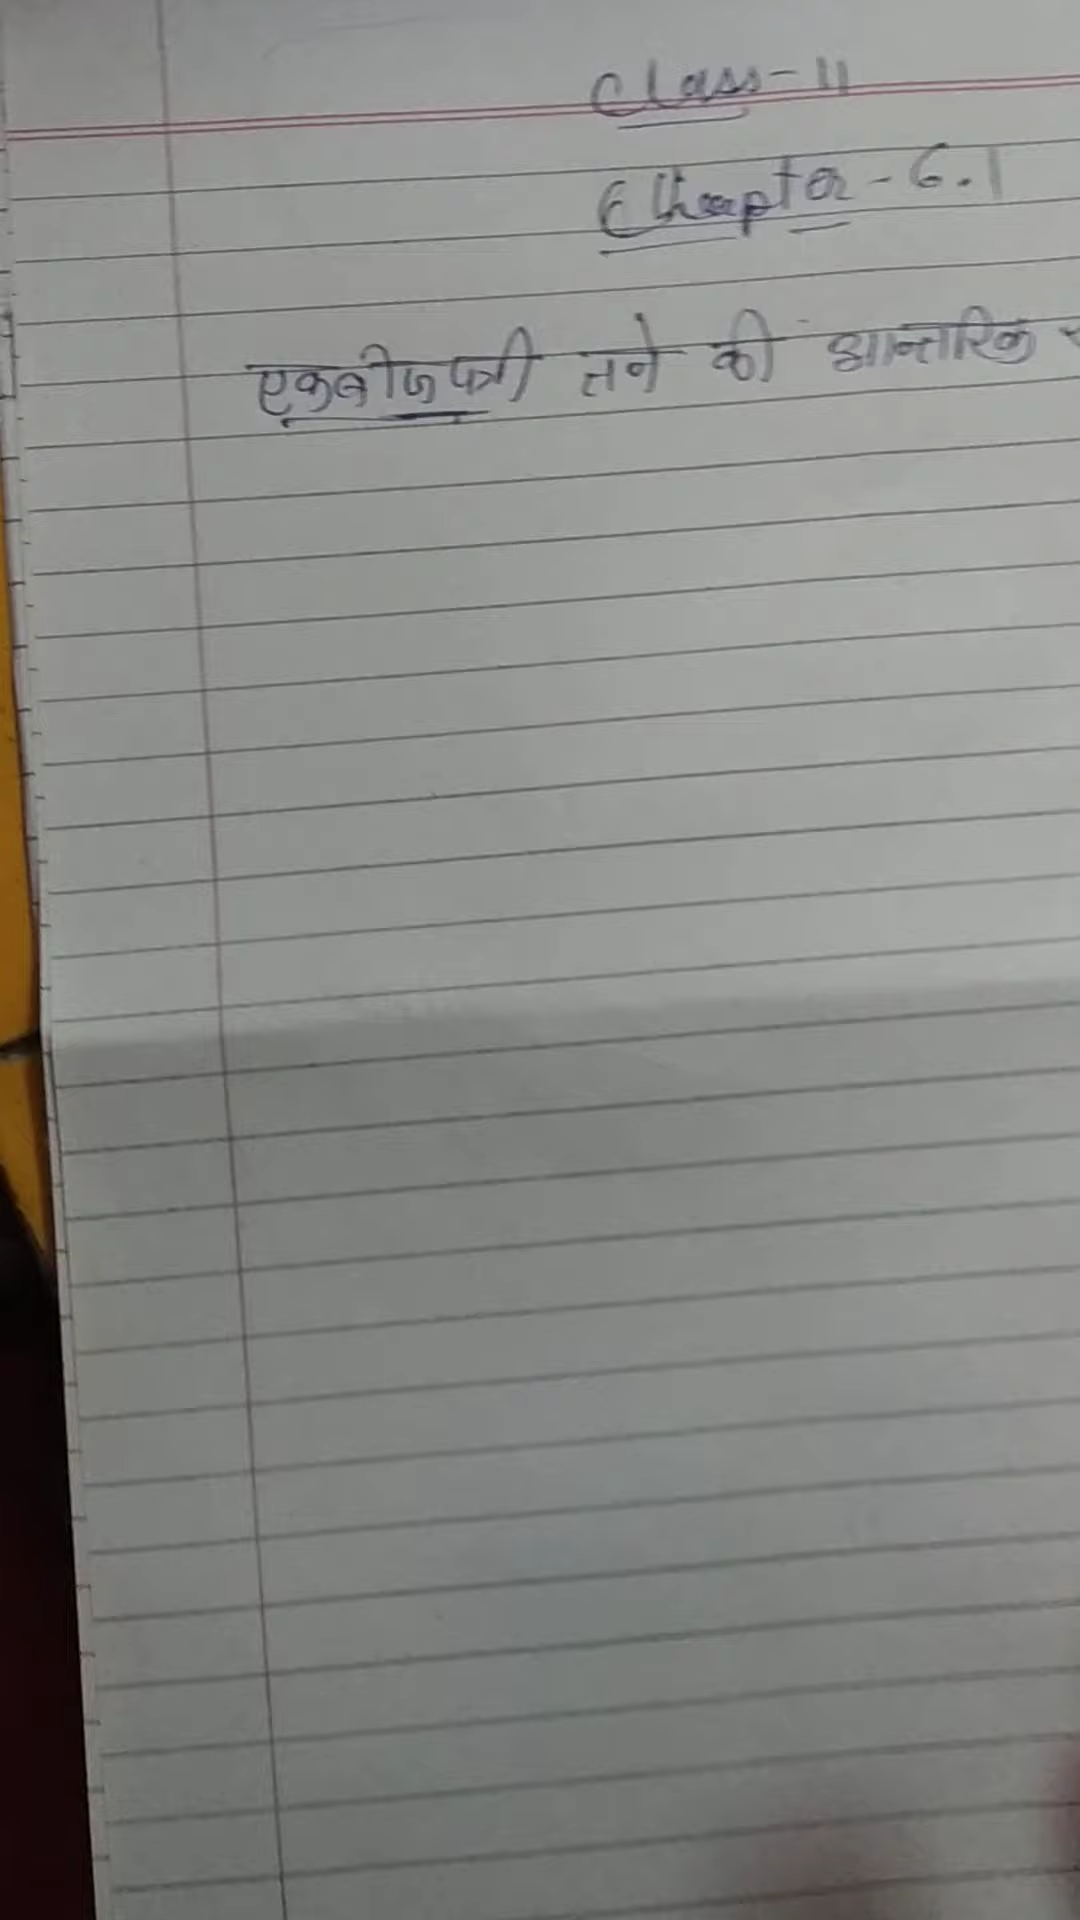 Class-11
Chapter-6.1
एकबीजपत्री तने की आन्तरिक